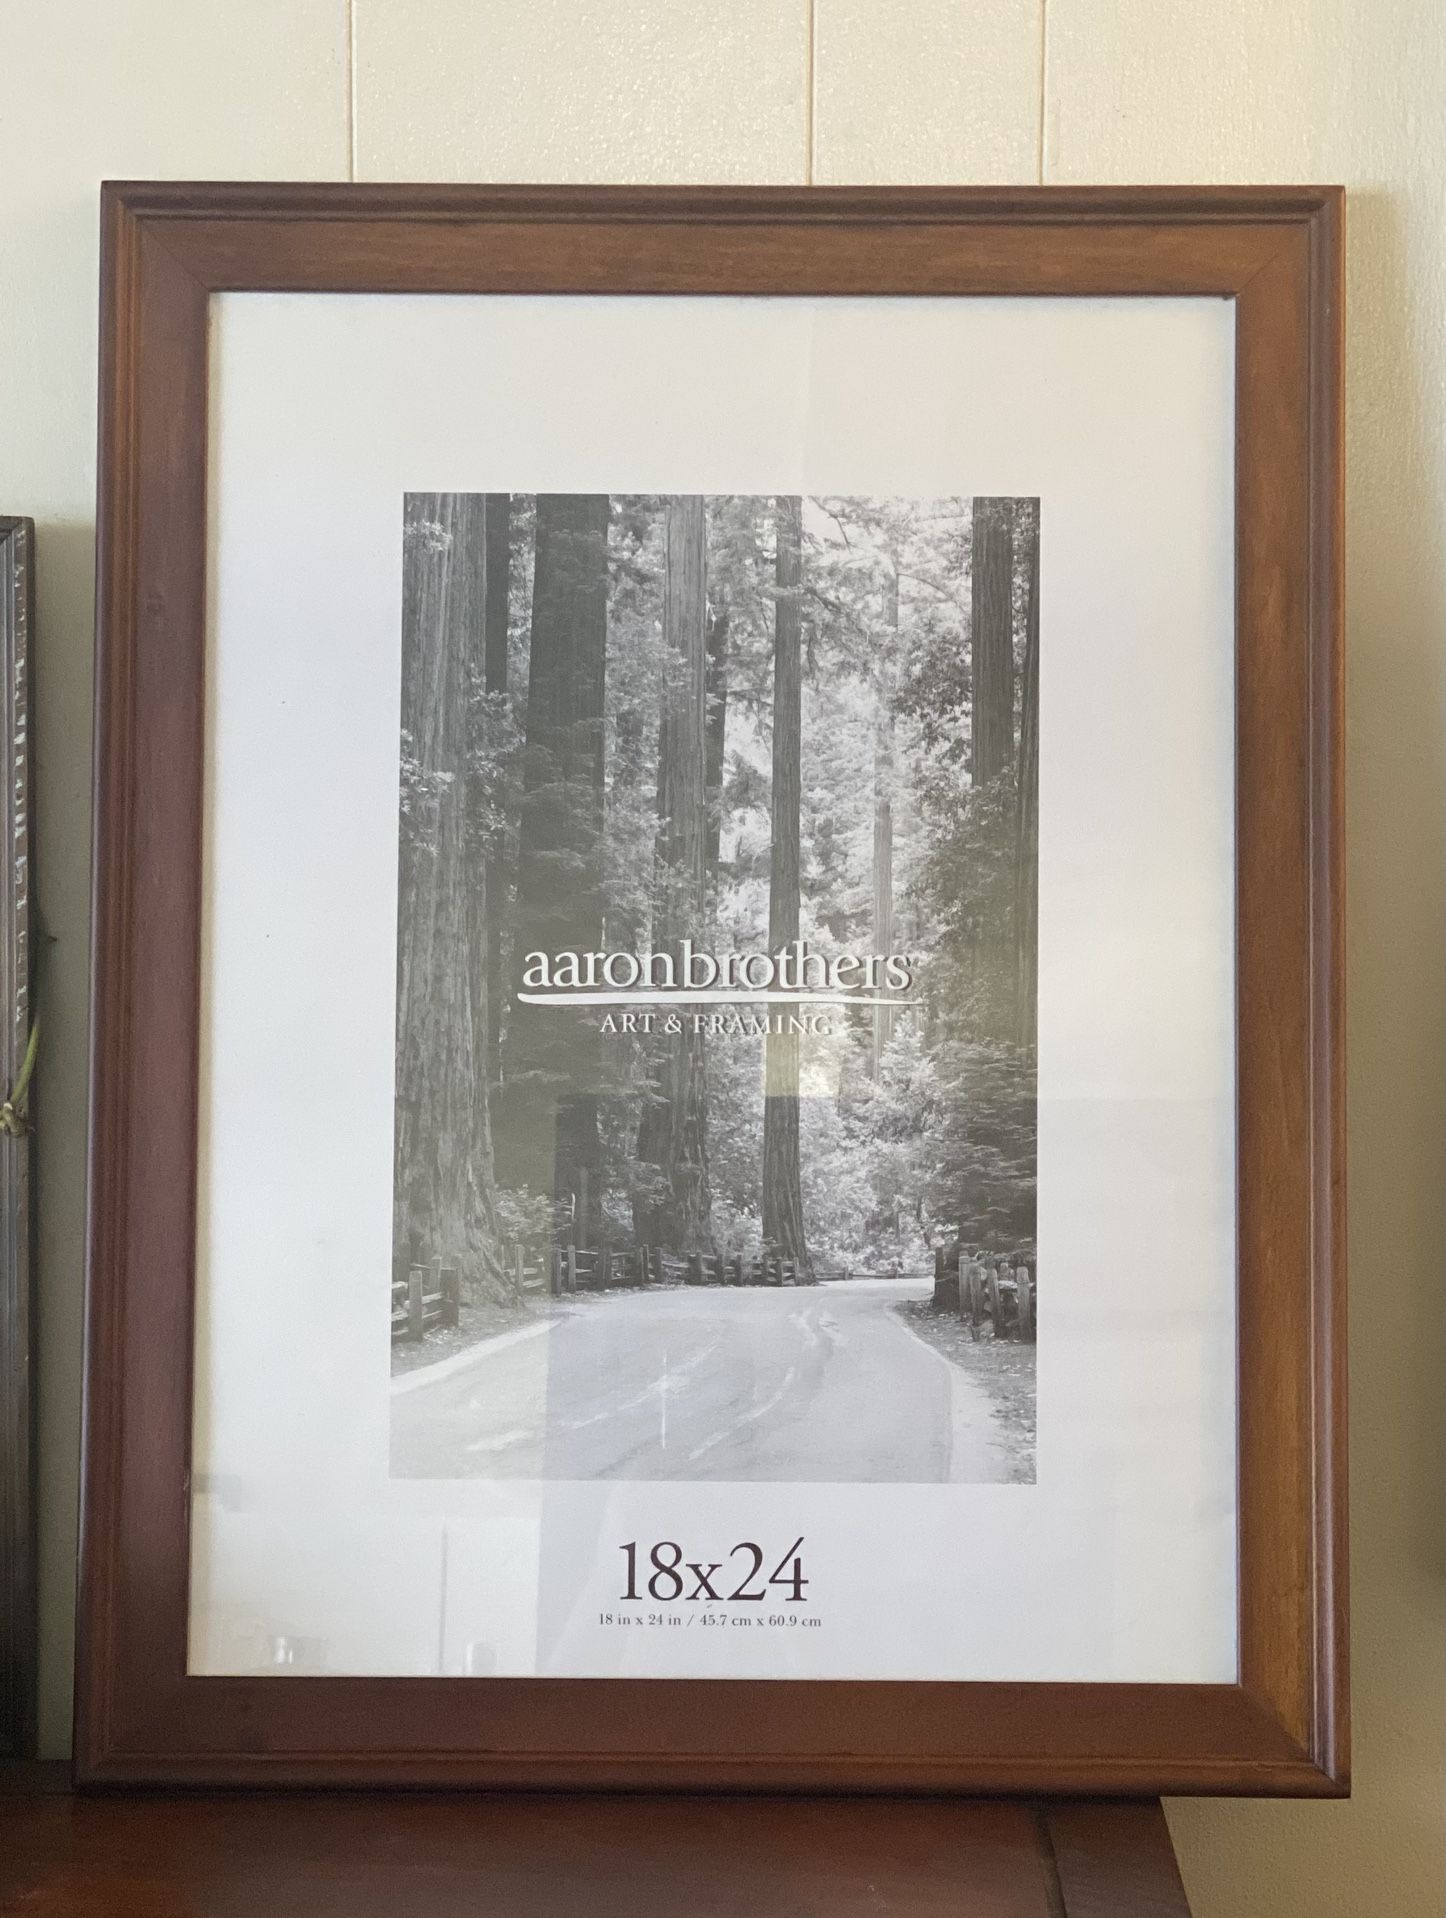 aaronbrothers
ART & FRAMING
18x24
18 in x 24 in / 45.7 cm x 60.9 cm